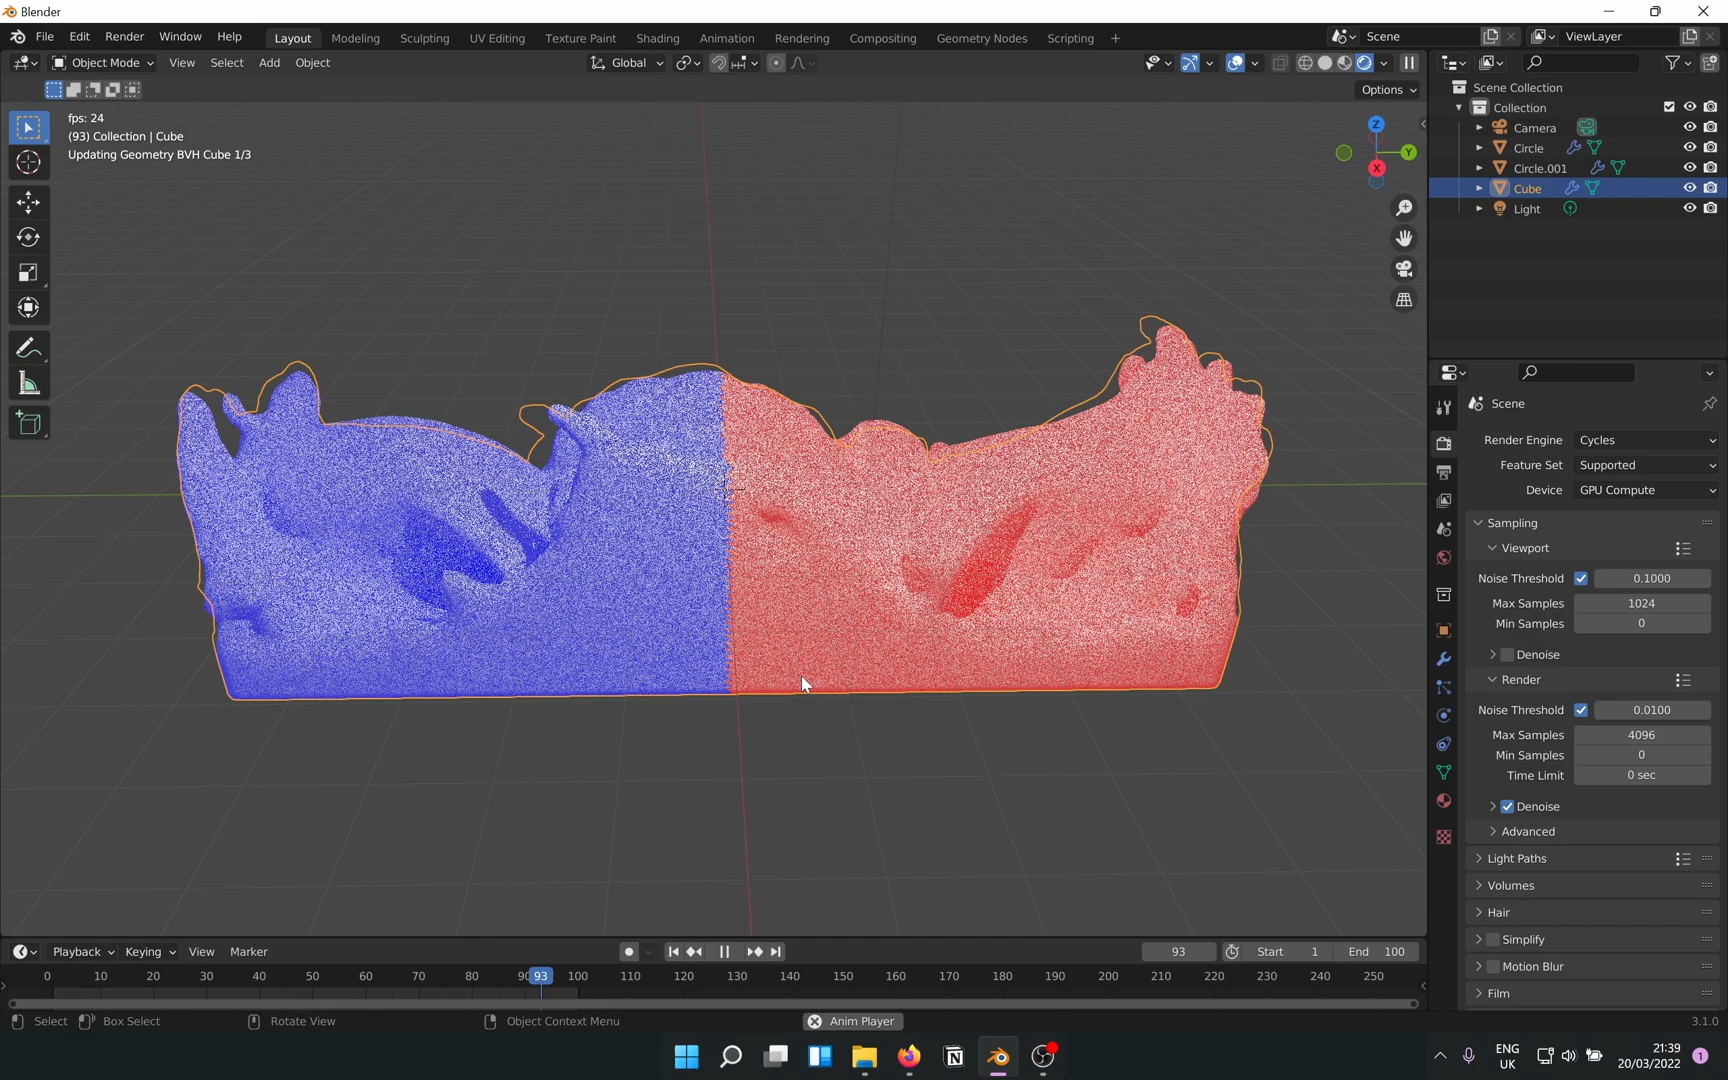 Blender
File Edit Render Window Help Layout Modeling Sculpting UV Editing Texture Paint Shading Animation Rendering Compositing Geometry Nodes Scripting + Scene ViewLayer
Object Mode View Select Add Object Global
Options
fps: 24
(93) Collection | Cube
Updating Geometry BVH Cube 1/3
Z
Y
X
Scene Collection
Collection
Camera
Circle
Circle.001
Cube
Light
Scene
Render Engine Cycles
Feature Set Supported
Device GPU Compute
Sampling
Viewport
Noise Threshold 0.1000
Max Samples 1024
Min Samples 0
Denoise
Render
Noise Threshold 0.0100
Max Samples 4096
Min Samples 0
Time Limit 0 sec
Denoise
Advanced
Light Paths
Volumes
Hair
Simplify
Motion Blur
Film
Playback Keying View Marker 93 Start 1 End 100
0 10 20 30 40 50 60 70 80 90 93 100 110 120 130 140 150 160 170 180 190 200 210 220 230 240 250
Select Box Select Rotate View Object Context Menu Anim Player 3.1.0
ENG
UK
21:39
20/03/2022
1